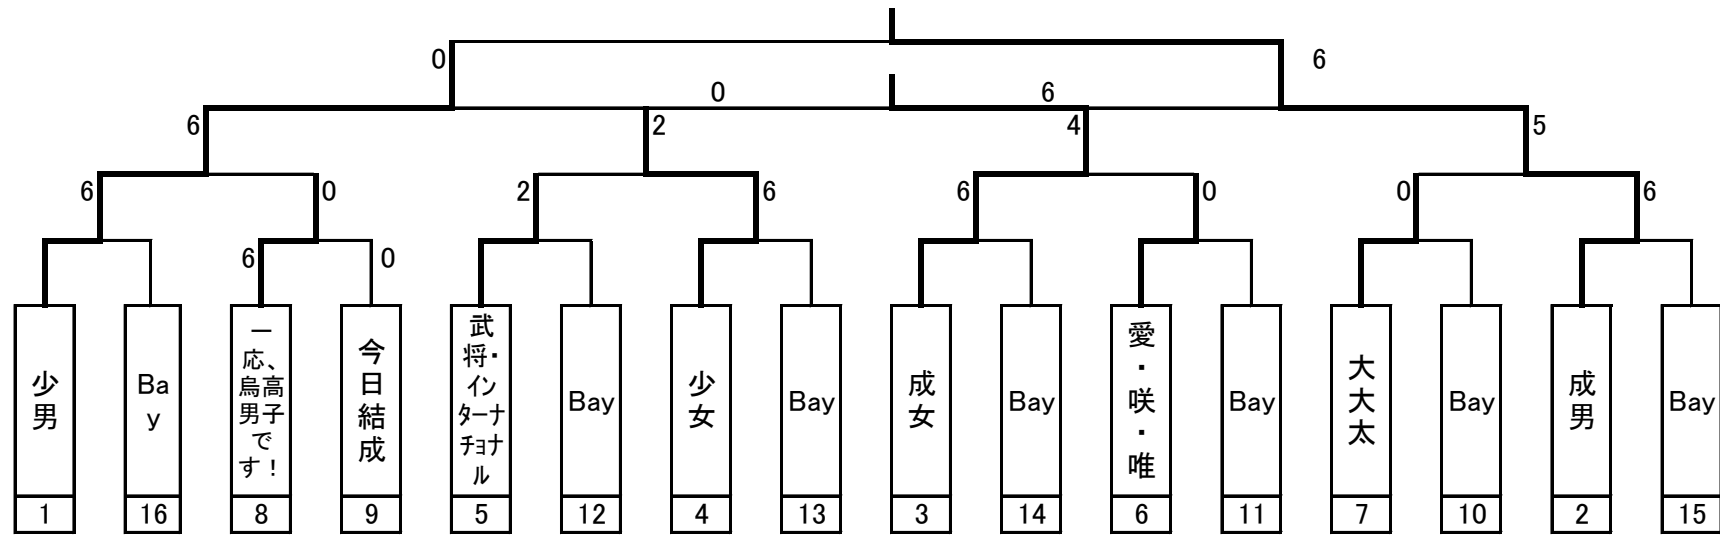 0
6
0
6
6
2
4
5
6
0
2
6
6
0
0
6
6
0
少男
Ba
y
一応、高
烏男子で
す！
今日結成
武将・イン
ターナ
チョナ
ル
Bay
少女
Bay
成女
Bay
愛・咲・唯
Bay
大大太
Bay
成男
Bay
1
16
8
9
5
12
4
13
3
14
6
11
7
10
2
15